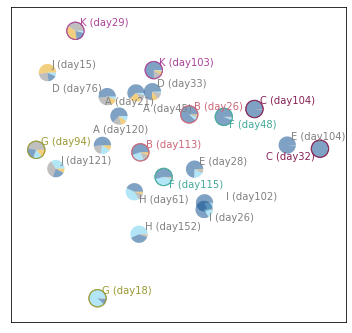 K (day29)
J (day15)
K (day103)
D (day76)
D (day33)
A (day21)
A (day45)
B (day26)
C (day104)
F (day48)
A (day120)
E (day104)
G (day94)
B (day113)
C (day32)
J (day121)
E (day28)
F (day115)
H (day61)
I (day102)
I (day26)
H (day152)
G (day18)